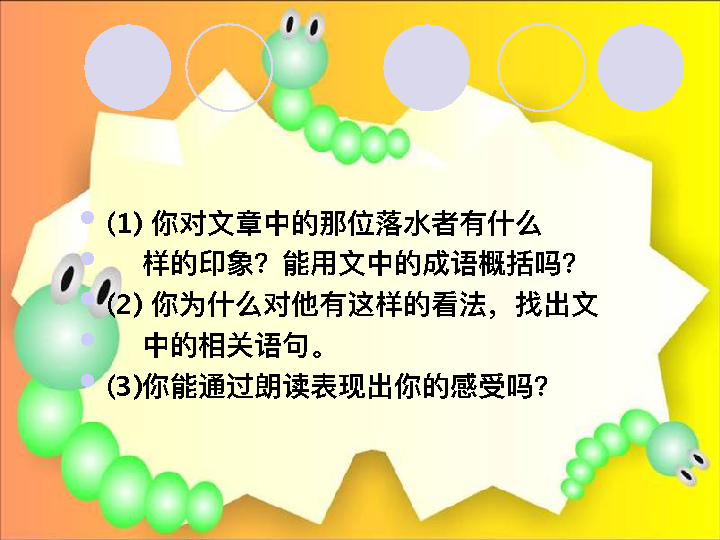 (1) 你对文章中的那位落水者有什么
样的印象？能用文中的成语概括吗？
(2) 你为什么对他有这样的看法，找出文
中的相关语句。
(3)你能通过朗读表现出你的感受吗？